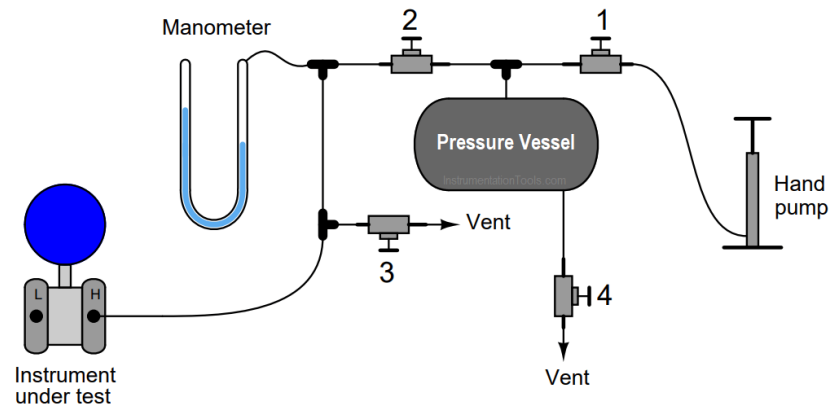 Manometer
2
1
Pressure Vessel
InstrumentationTools.com
Hand
pump
Vent
3
L
H
4
Vent
Instrument
under test